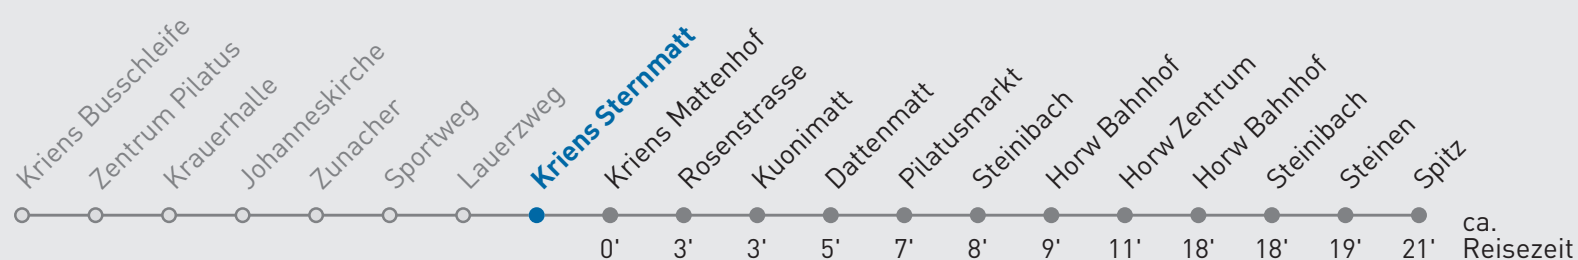 Kriens Busschleife
Zentrum Pilatus
Krauerhalle
Johanneskirche
Zunacher
Sportweg
Lauerzweg
Kriens Sternmatt
Kriens Mattenhof
Rosenstrasse
Kuonimatt
Dattenmatt
Pilatusmarkt
Steinibach
Horw Bahnhof
Horw Zentrum
Horw Bahnhof
Steinibach
Steinen
Spitz
0' 3' 3' 5' 7' 8' 9' 11' 18' 18' 19' 21'
ca.
Reisezeit